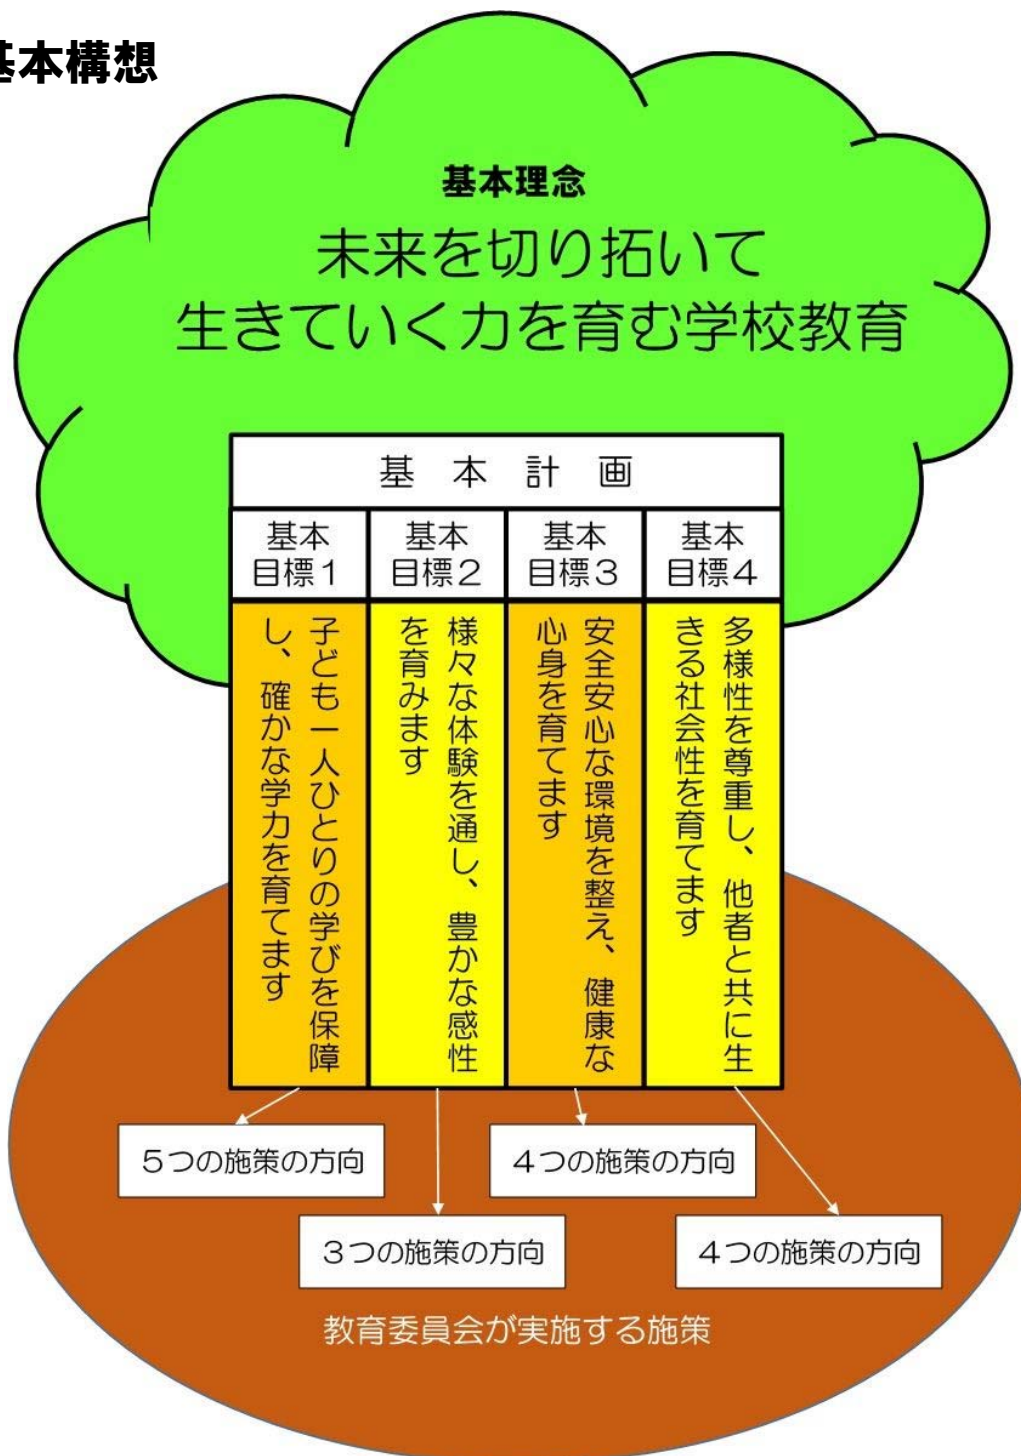 基本構想
基本理念
未来を切り拓いて
生きていく力を育む学校教育
基本計画
基本
目標１
基本
目標２
基本
目標３
基本
目標４
子ども一人ひとりの学びを保障
し、確かな学力を育てます
様々な体験を通し、豊かな感性
を育みます
安全安心な環境を整え、健康な
心身を育てます
多様性を尊重し、他者と共に生
きる社会性を育てます
５つの施策の方向
４つの施策の方向
３つの施策の方向
４つの施策の方向
教育委員会が実施する施策